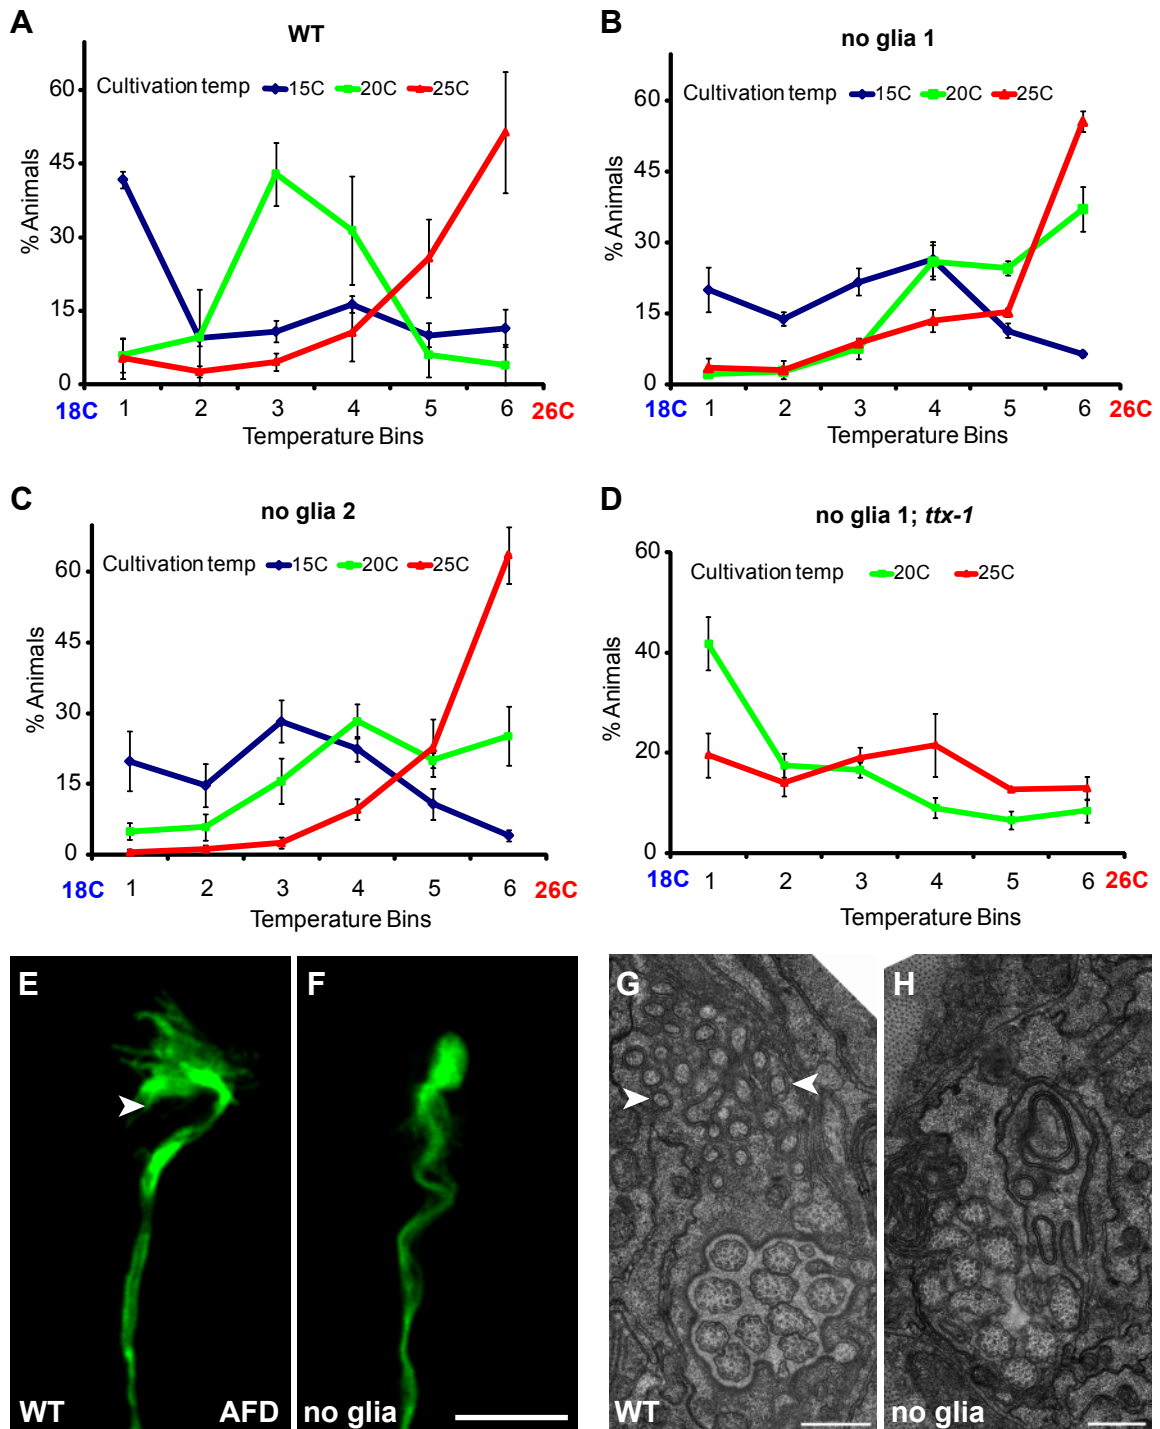 A
WT
Cultivation temp 15C 20C 25C
% Animals
60
45
30
15
0
18C 1 2 3 4 5 6 26C
Temperature Bins
B
no glia 1
Cultivation temp 15C 20C 25C
% Animals
60
45
30
15
0
18C 1 2 3 4 5 6 26C
Temperature Bins
C
no glia 2
Cultivation temp 15C 20C 25C
% Animals
60
45
30
15
0
18C 1 2 3 4 5 6 26C
Temperature Bins
D
no glia 1; ttx-1
Cultivation temp 20C 25C
% Animals
60
40
20
0
18C 1 2 3 4 5 6 26C
Temperature Bins
E
WT AFD
F
no glia
G
WT
H
no glia